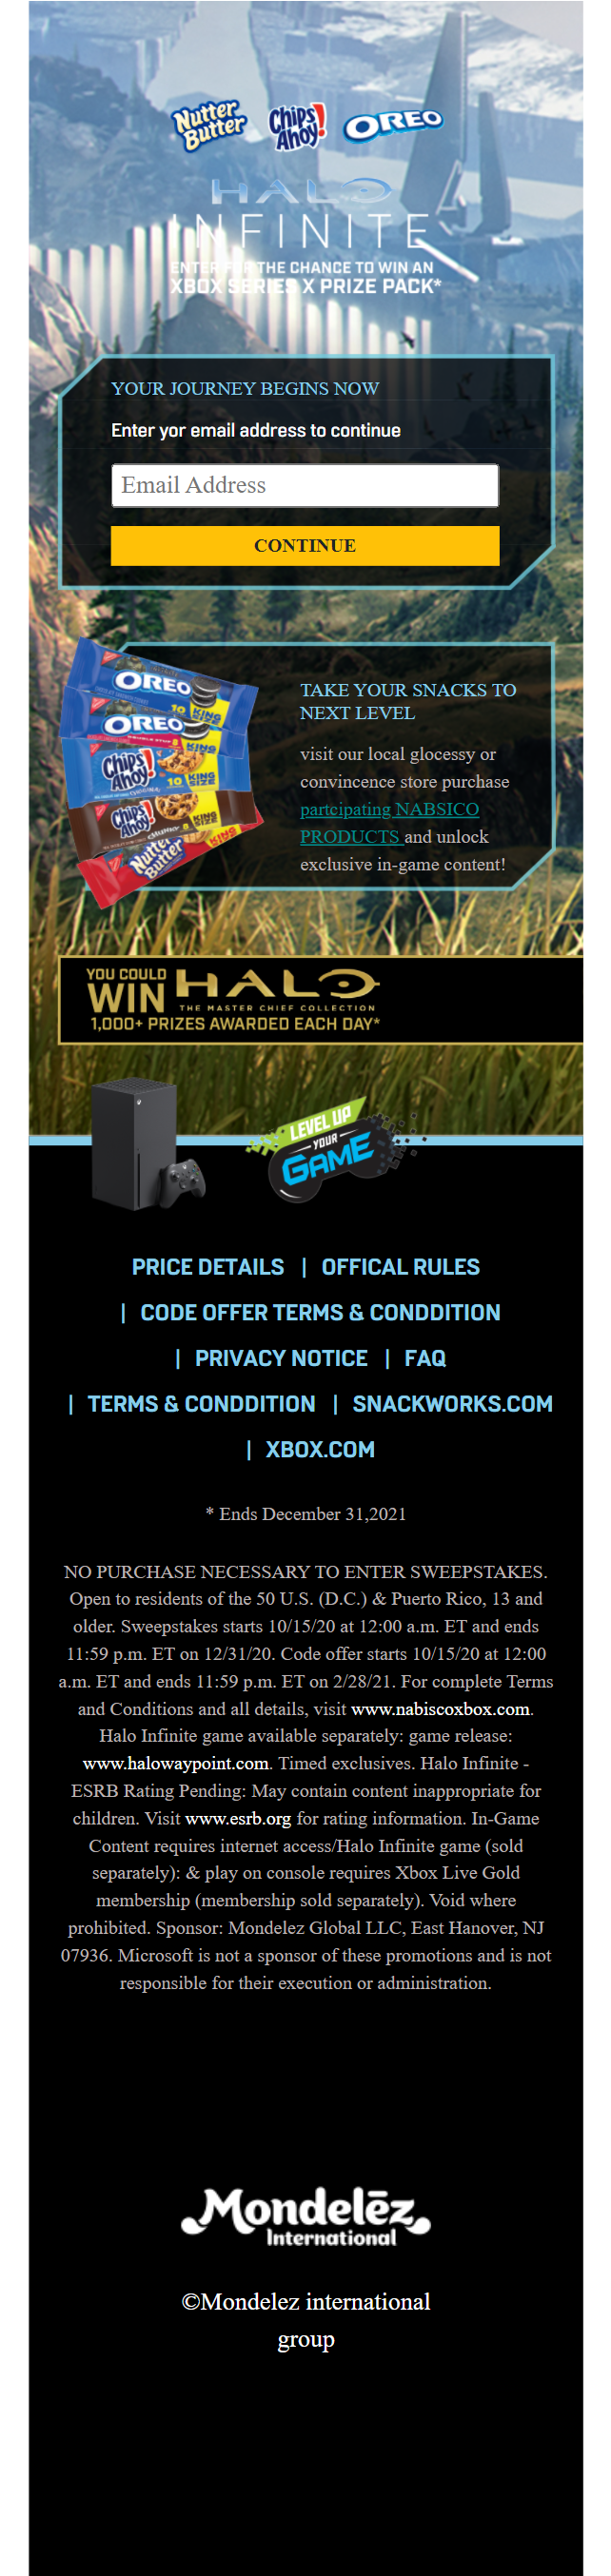 Nutter Butter
Chips Ahoy!
OREO
HALO
INFINITE
ENTER FOR THE CHANCE TO WIN AN
XBOX SERIES X PRIZE PACK*
YOUR JOURNEY BEGINS NOW
Enter yor email address to continue
Email Address
CONTINUE
OREO
10 KING SIZE
OREO
KING SIZE
Chips Ahoy!
10 KING SIZE
Chips Ahoy!
KING SIZE
Nutter Butter
KING SIZE
TAKE YOUR SNACKS TO
NEXT LEVEL
visit our local glocessy or
convincence store purchase
partcipating NABSICO
PRODUCTS and unlock
exclusive in-game content!
YOU COULD
WIN
HALO
THE MASTER CHIEF COLLECTION
1,000+ PRIZES AWARDED EACH DAY*
LEVEL UP
YOUR
GAME
PRICE DETAILS | OFFICAL RULES
| CODE OFFER TERMS & CONDDITION
| PRIVACY NOTICE | FAQ
| TERMS & CONDDITION | SNACKWORKS.COM
| XBOX.COM
* Ends December 31,2021
NO PURCHASE NECESSARY TO ENTER SWEEPSTAKES.
Open to residents of the 50 U.S. (D.C.) & Puerto Rico, 13 and
older. Sweepstakes starts 10/15/20 at 12:00 a.m. ET and ends
11:59 p.m. ET on 12/31/20. Code offer starts 10/15/20 at 12:00
a.m. ET and ends 11:59 p.m. ET on 2/28/21. For complete Terms
and Conditions and all details, visit www.nabiscoxbox.com.
Halo Infinite game available separately: game release:
www.halowaypoint.com. Timed exclusives. Halo Infinite -
ESRB Rating Pending: May contain content inappropriate for
children. Visit www.esrb.org for rating information. In-Game
Content requires internet access/Halo Infinite game (sold
separately): & play on console requires Xbox Live Gold
membership (membership sold separately). Void where
prohibited. Sponsor: Mondelez Global LLC, East Hanover, NJ
07936. Microsoft is not a sponsor of these promotions and is not
responsible for their execution or administration.
Mondelēz
International
©Mondelez international
group